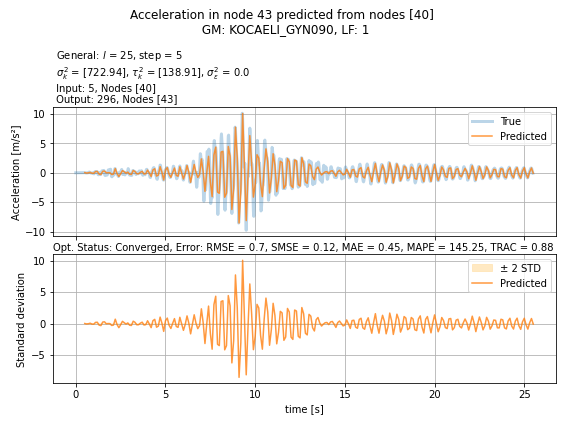 Acceleration in node 43 predicted from nodes [40]
GM: KOCAELI_GYN090, LF: 1
General: l = 25, step = 5
σ²ₖ = [722.94], τ²ₖ = [138.91], σ²_ε = 0.0
Input: 5, Nodes [40]
Output: 296, Nodes [43]
Acceleration [m/s²]
10
5
0
−5
−10
True
Predicted
Opt. Status: Converged, Error: RMSE = 0.7, SMSE = 0.12, MAE = 0.45, MAPE = 145.25, TRAC = 0.88
Standard deviation
10
5
0
−5
± 2 STD
Predicted
0 5 10 15 20 25
time [s]